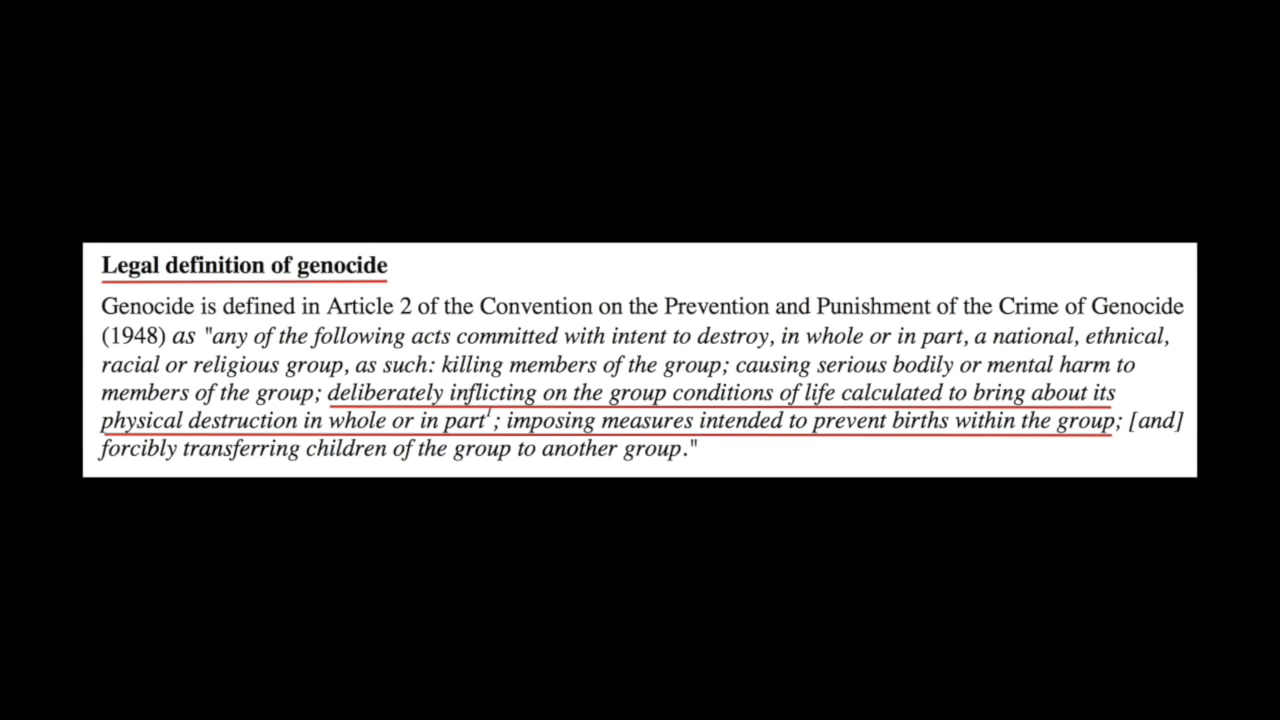 Legal definition of genocide
Genocide is defined in Article 2 of the Convention on the Prevention and Punishment of the Crime of Genocide
(1948) as "any of the following acts committed with intent to destroy, in whole or in part, a national, ethnical,
racial or religious group, as such: killing members of the group; causing serious bodily or mental harm to
members of the group; deliberately inflicting on the group conditions of life calculated to bring about its
physical destruction in whole or in part¹; imposing measures intended to prevent births within the group; [and]
forcibly transferring children of the group to another group."